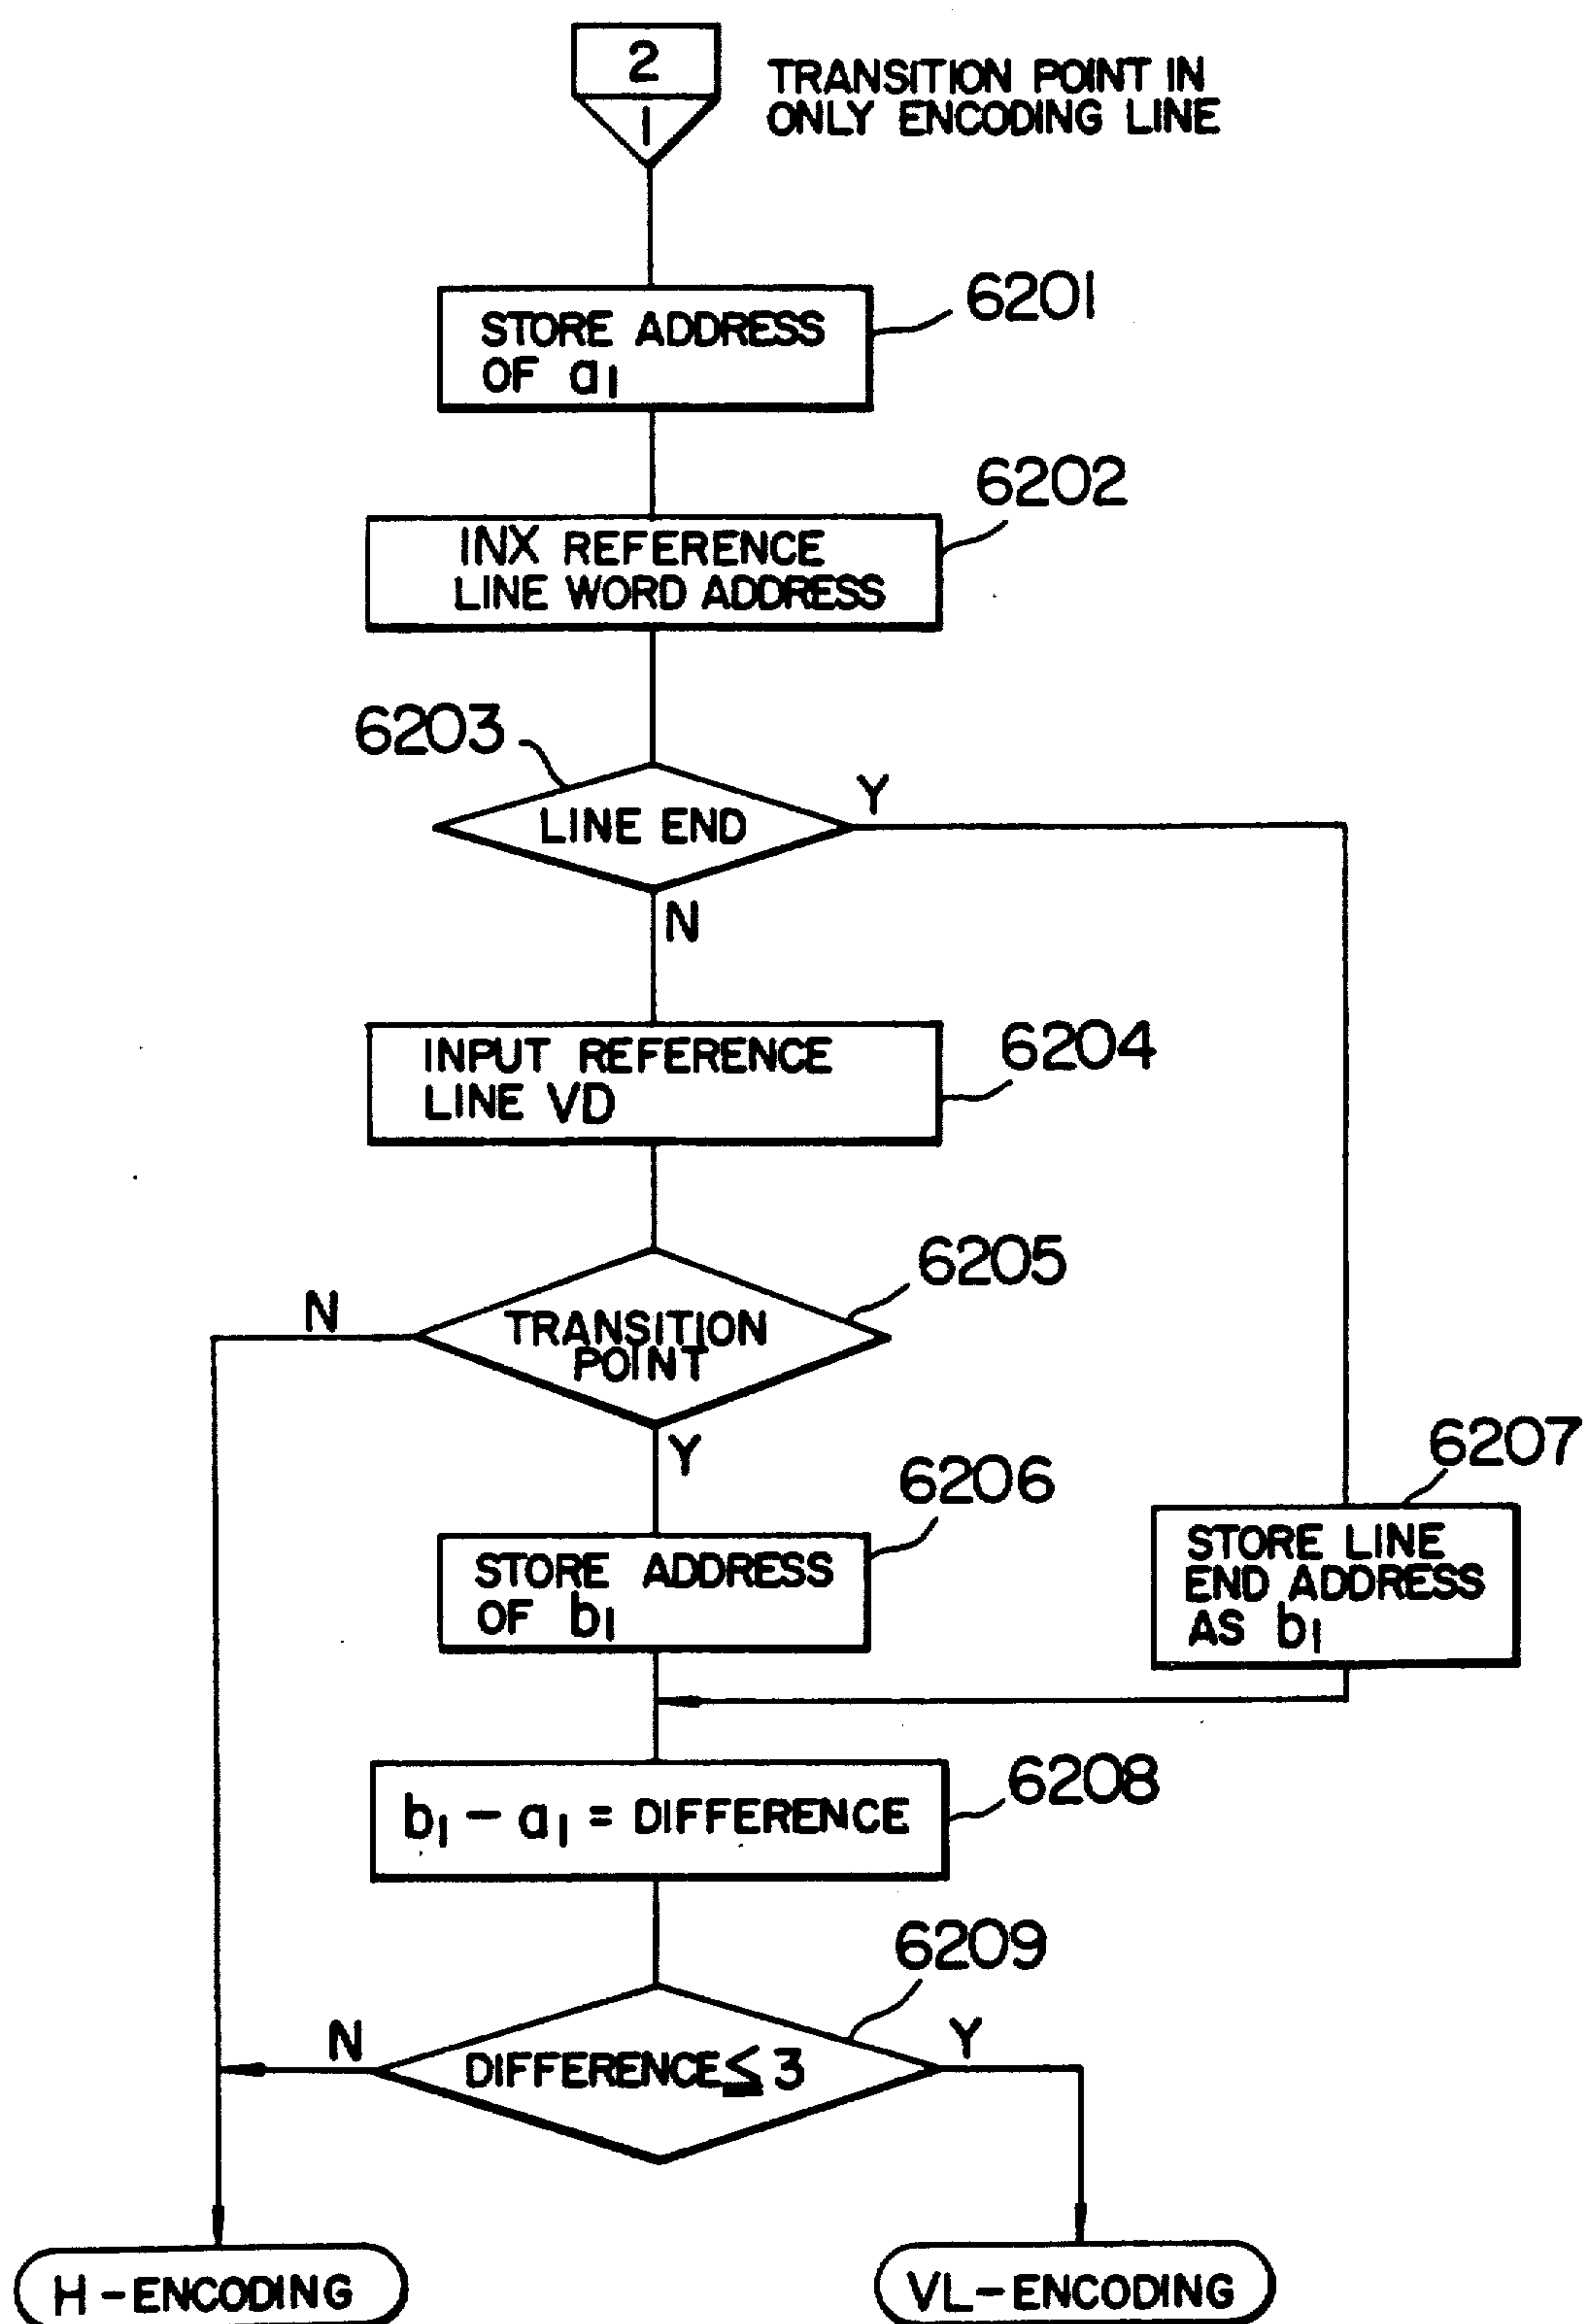 2
1
TRANSITION POINT IN
ONLY ENCODING LINE
6201
STORE ADDRESS
OF a1
6202
INX REFERENCE
LINE WORD ADDRESS
6203
LINE END
Y
N
6204
INPUT REFERENCE
LINE VD
6205
N
TRANSITION
POINT
Y
6206
STORE ADDRESS
OF b1
6207
STORE LINE
END ADDRESS
AS b1
6208
b1 - a1 = DIFFERENCE
6209
N
DIFFERENCE ≤ 3
Y
H-ENCODING
VL-ENCODING